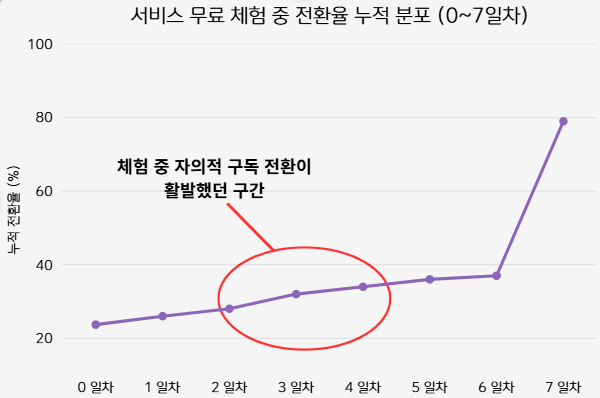 서비스 무료 체험 중 전환율 누적 분포 (0~7일차)
100
80
60
40
20
누적 전환율 (%)
체험 중 자의적 구독 전환이
활발했던 구간
0 일차 1 일차 2 일차 3 일차 4 일차 5 일차 6 일차 7 일차